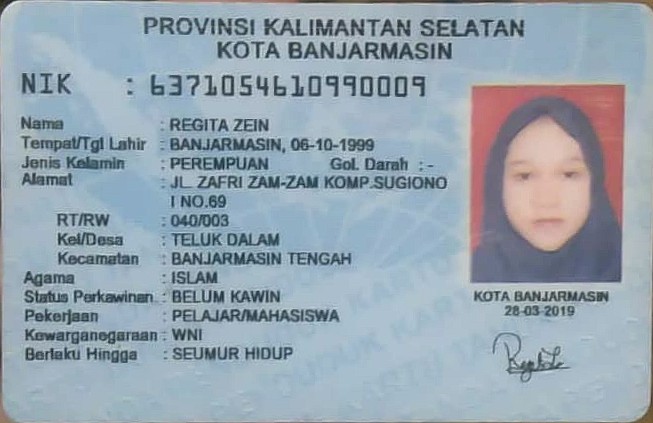 PROVINSI KALIMANTAN SELATAN
KOTA BANJARMASIN
NIK : 6371054610990009
Nama : REGITA ZEIN
Tempat/Tgl Lahir : BANJARMASIN, 06-10-1999
Jenis Kelamin : PEREMPUAN Gol. Darah : -
Alamat : JL. ZAFRI ZAM-ZAM KOMP.SUGIONO
I NO.69
RT/RW : 040/003
Kel/Desa : TELUK DALAM
Kecamatan : BANJARMASIN TENGAH
Agama : ISLAM
Status Perkawinan : BELUM KAWIN
Pekerjaan : PELAJAR/MAHASISWA
Kewarganegaraan : WNI
Berlaku Hingga : SEUMUR HIDUP
KOTA BANJARMASIN
28-03-2019